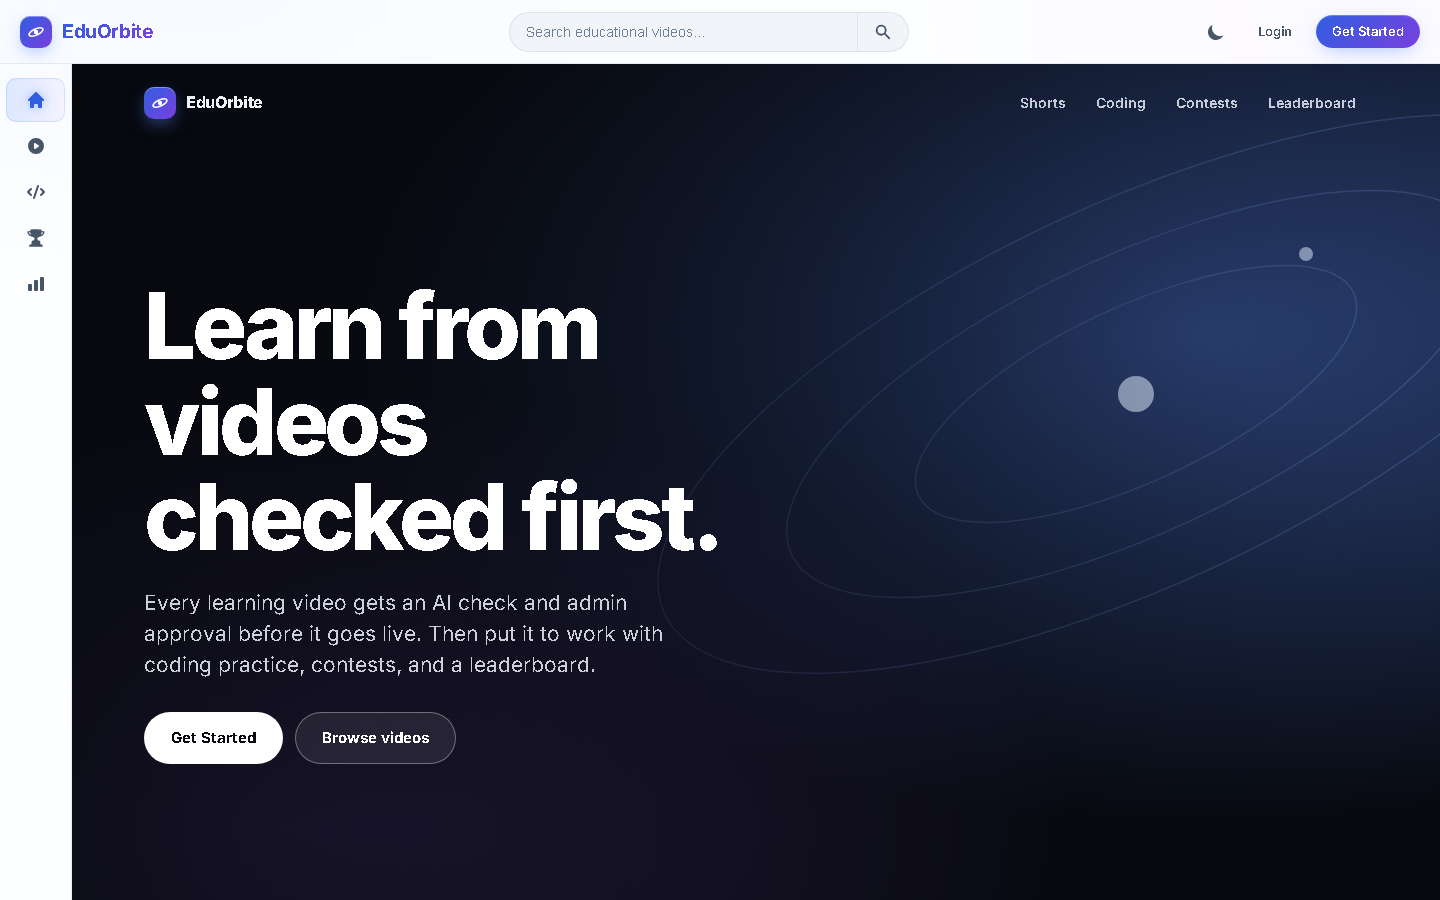 EduOrbite
Search educational videos...
Login
Get Started
EduOrbite
Shorts
Coding
Contests
Leaderboard
Learn from
videos
checked first.
Every learning video gets an AI check and admin
approval before it goes live. Then put it to work with
coding practice, contests, and a leaderboard.
Get Started
Browse videos